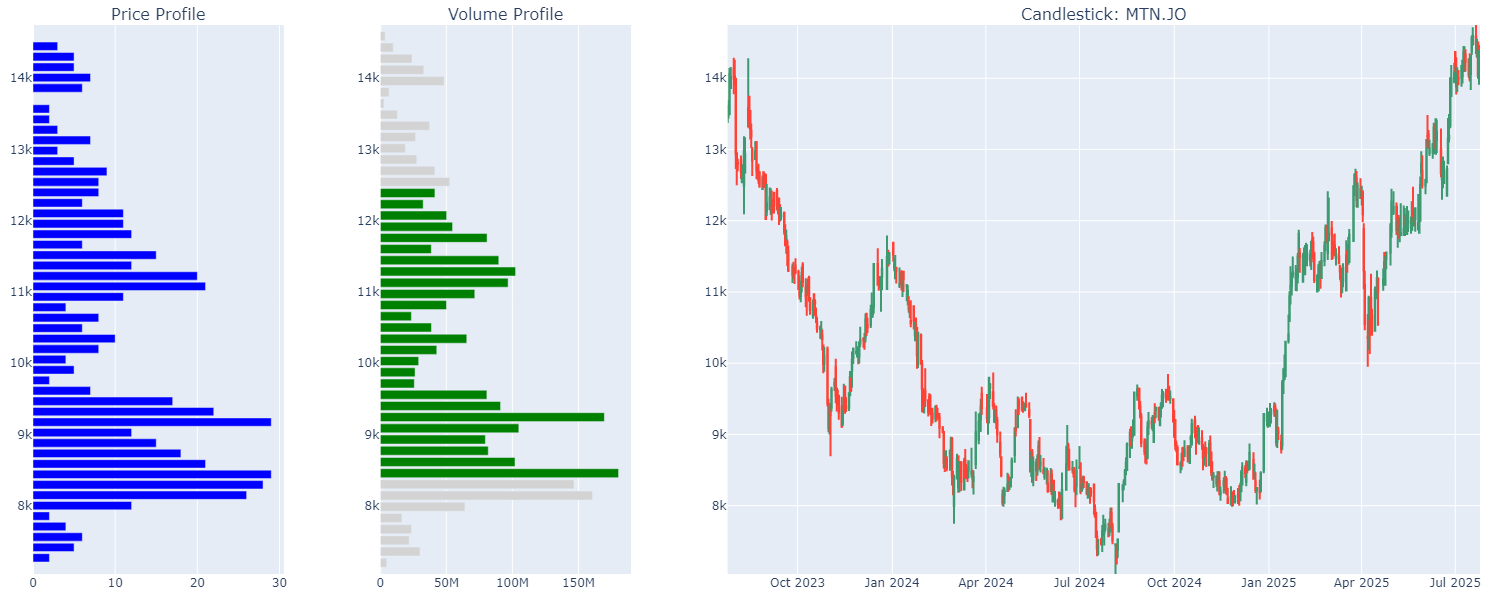 Price Profile
Volume Profile
Candlestick: MTN.JO
14k
13k
12k
11k
10k
9k
8k
0
10
20
30
14k
13k
12k
11k
10k
9k
8k
0
50M
100M
150M
14k
13k
12k
11k
10k
9k
8k
Oct 2023
Jan 2024
Apr 2024
Jul 2024
Oct 2024
Jan 2025
Apr 2025
Jul 2025